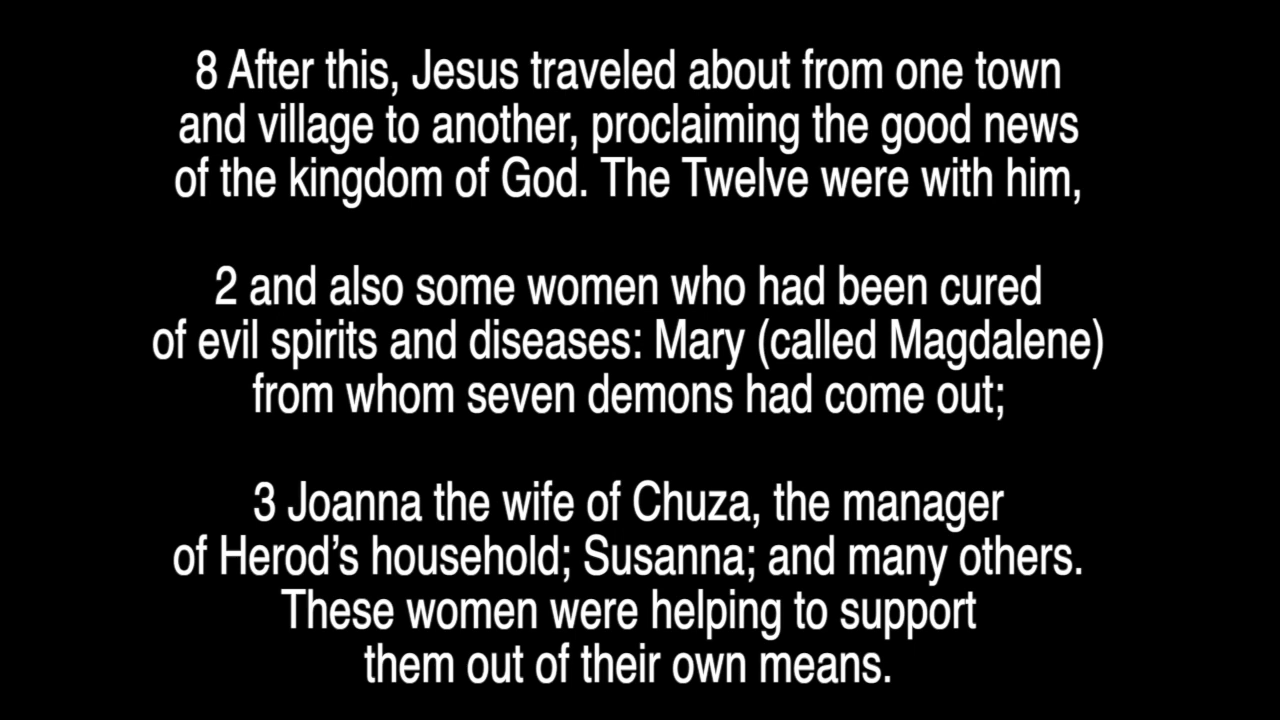 8 After this, Jesus traveled about from one town
and village to another, proclaiming the good news
of the kingdom of God. The Twelve were with him,
2 and also some women who had been cured
of evil spirits and diseases: Mary (called Magdalene)
from whom seven demons had come out;
3 Joanna the wife of Chuza, the manager
of Herod’s household; Susanna; and many others.
These women were helping to support
them out of their own means.